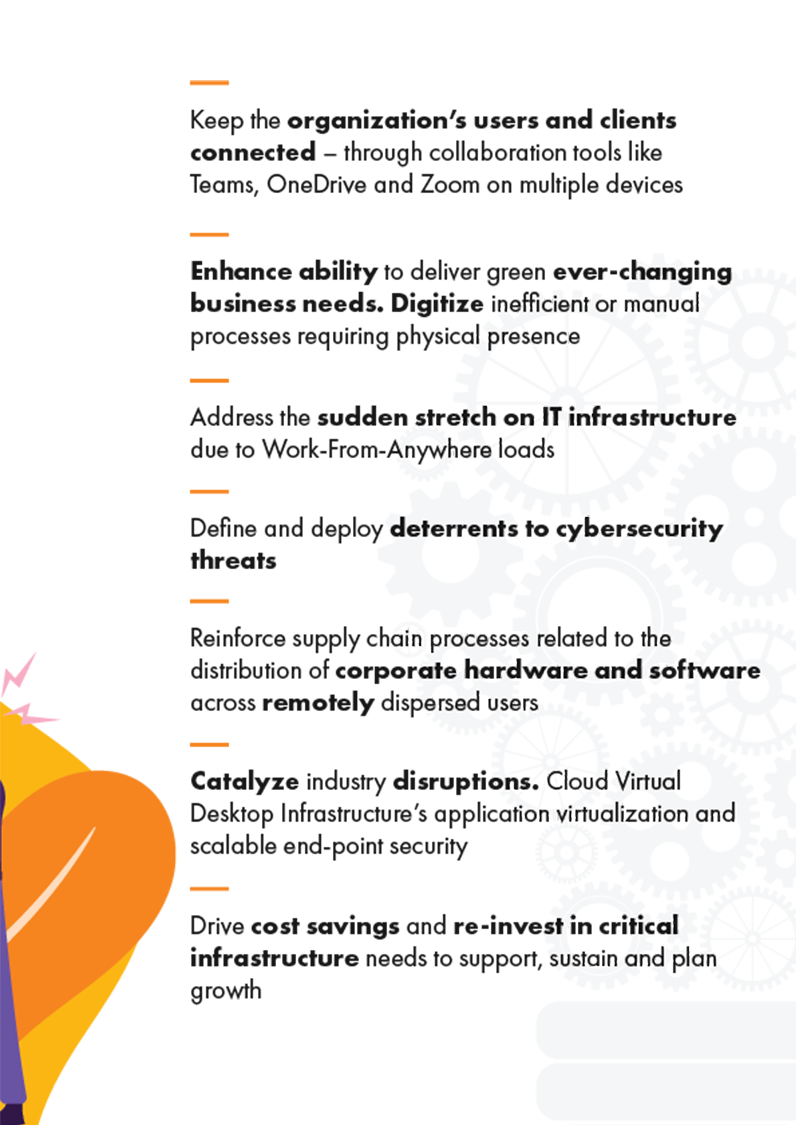 Keep the organization's users and clients
connected – through collaboration tools like
Teams, OneDrive and Zoom on multiple devices
Enhance ability to deliver green ever-changing
business needs. Digitize inefficient or manual
processes requiring physical presence
Address the sudden stretch on IT infrastructure
due to Work-From-Anywhere loads
Define and deploy deterrents to cybersecurity
threats
Reinforce supply chain processes related to the
distribution of corporate hardware and software
across remotely dispersed users
Catalyze industry disruptions. Cloud Virtual
Desktop Infrastructure's application virtualization and
scalable end-point security
Drive cost savings and re-invest in critical
infrastructure needs to support, sustain and plan
growth